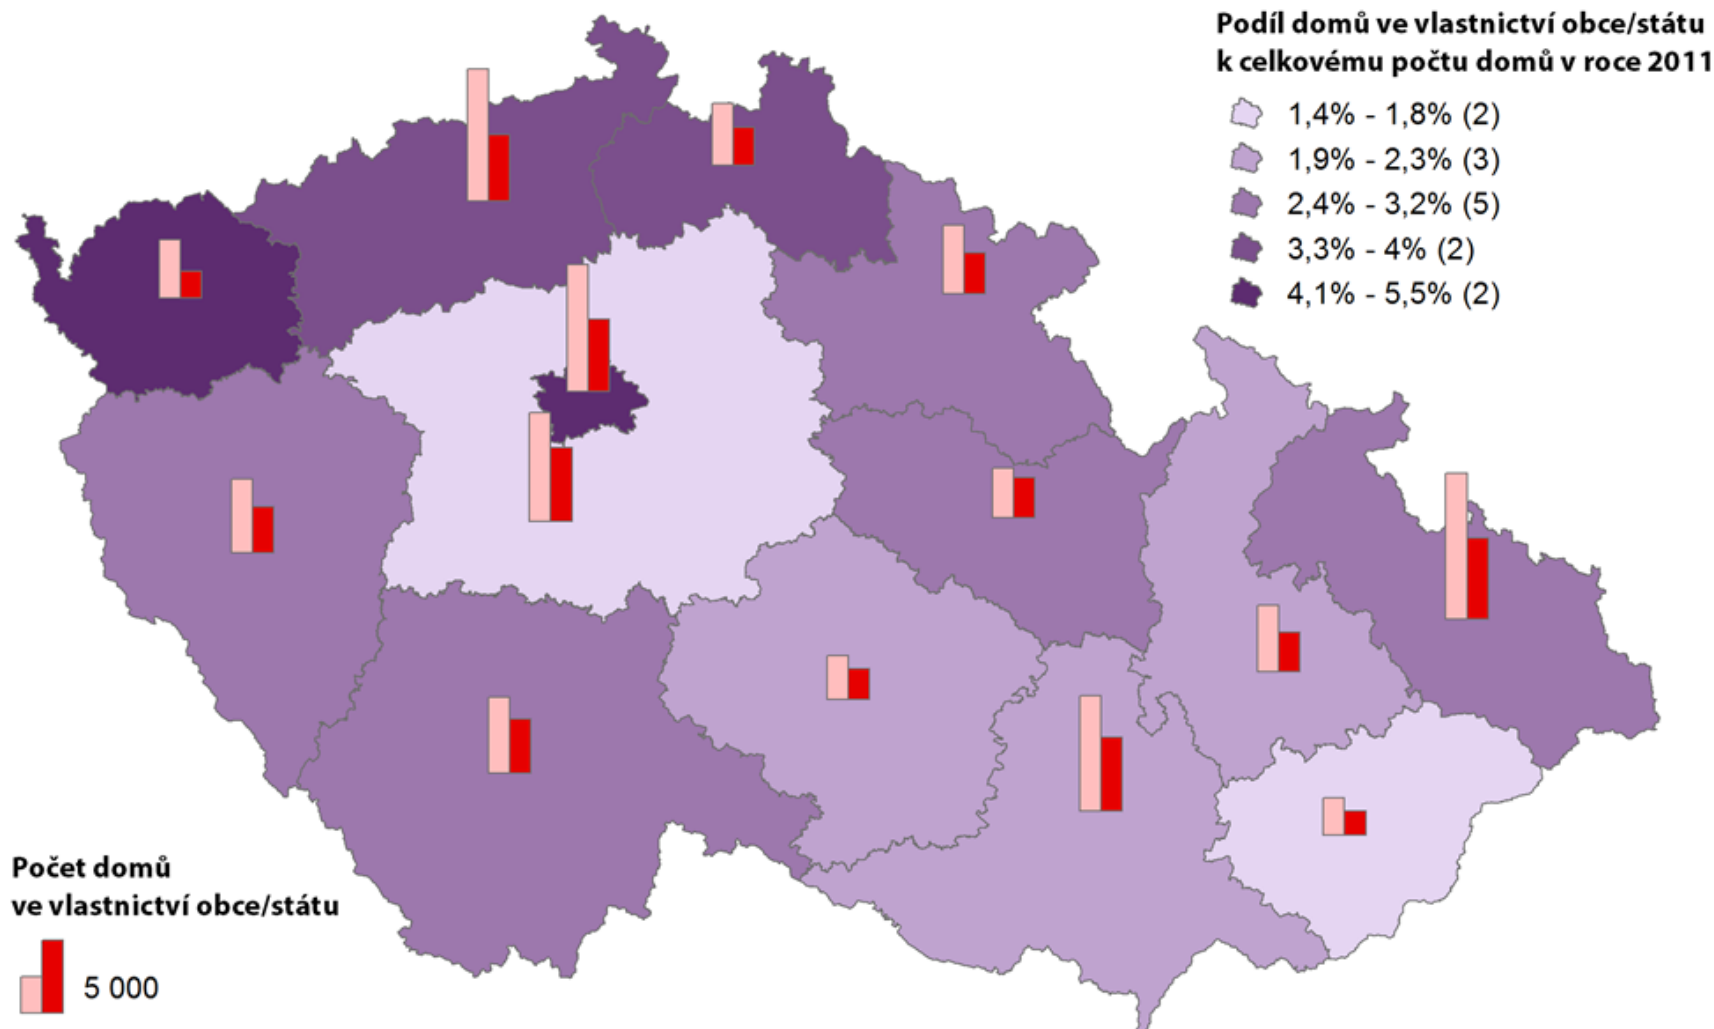 Podíl domů ve vlastnictví obce/státu
k celkovému počtu domů v roce 2011
1,4% - 1,8% (2)
1,9% - 2,3% (3)
2,4% - 3,2% (5)
3,3% - 4% (2)
4,1% - 5,5% (2)
Počet domů
ve vlastnictví obce/státu
5 000